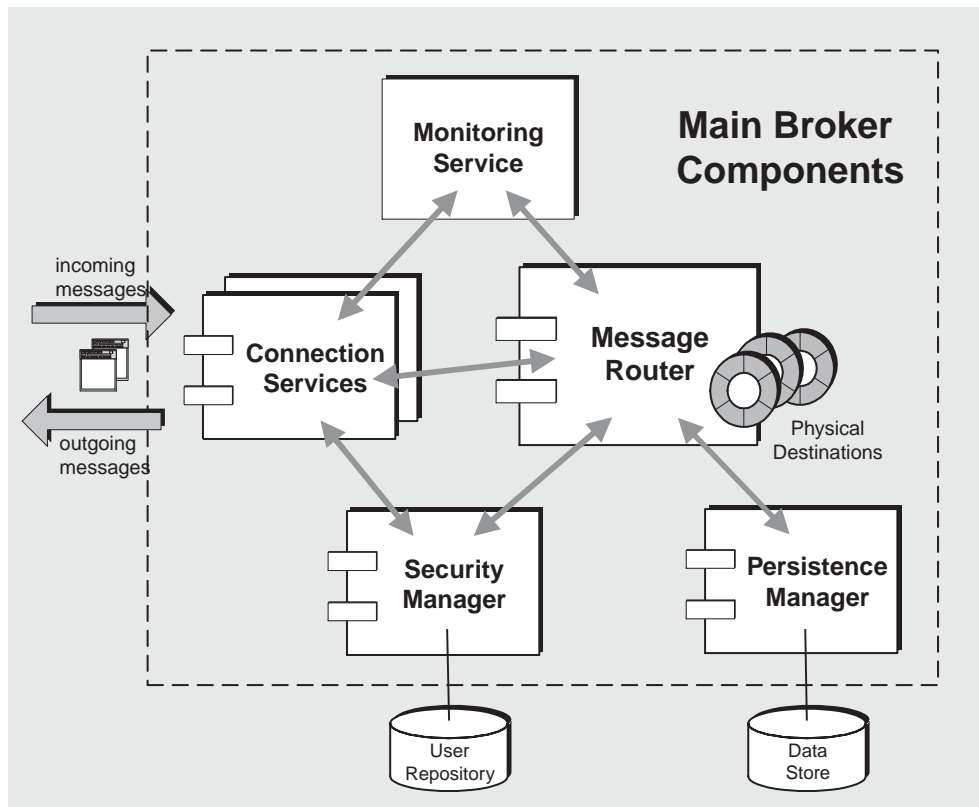 Main Broker
Components
Monitoring
Service
incoming
messages
Connection
Services
Message
Router
outgoing
messages
Physical
Destinations
Security
Manager
Persistence
Manager
User
Repository
Data
Store